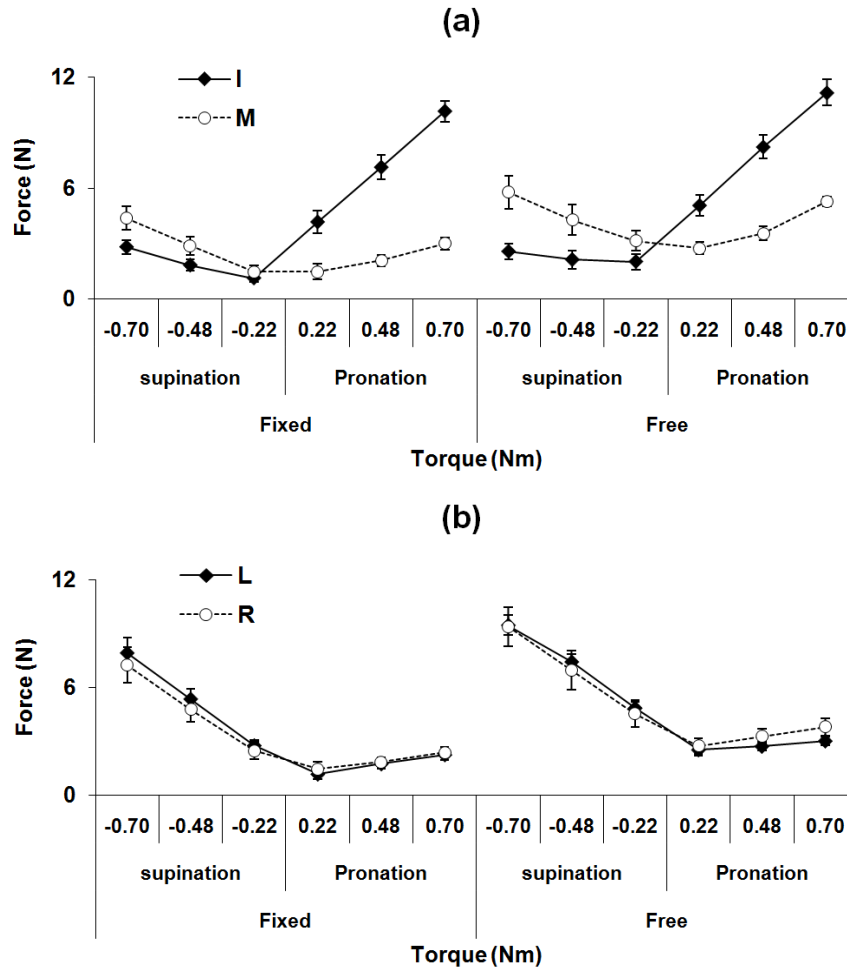 (a)
I
M
12
6
0
Force (N)
-0.70 -0.48 -0.22 0.22 0.48 0.70 -0.70 -0.48 -0.22 0.22 0.48 0.70
supination Pronation supination Pronation
Fixed Free
Torque (Nm)
(b)
L
R
12
6
0
Force (N)
-0.70 -0.48 -0.22 0.22 0.48 0.70 -0.70 -0.48 -0.22 0.22 0.48 0.70
supination Pronation supination Pronation
Fixed Free
Torque (Nm)